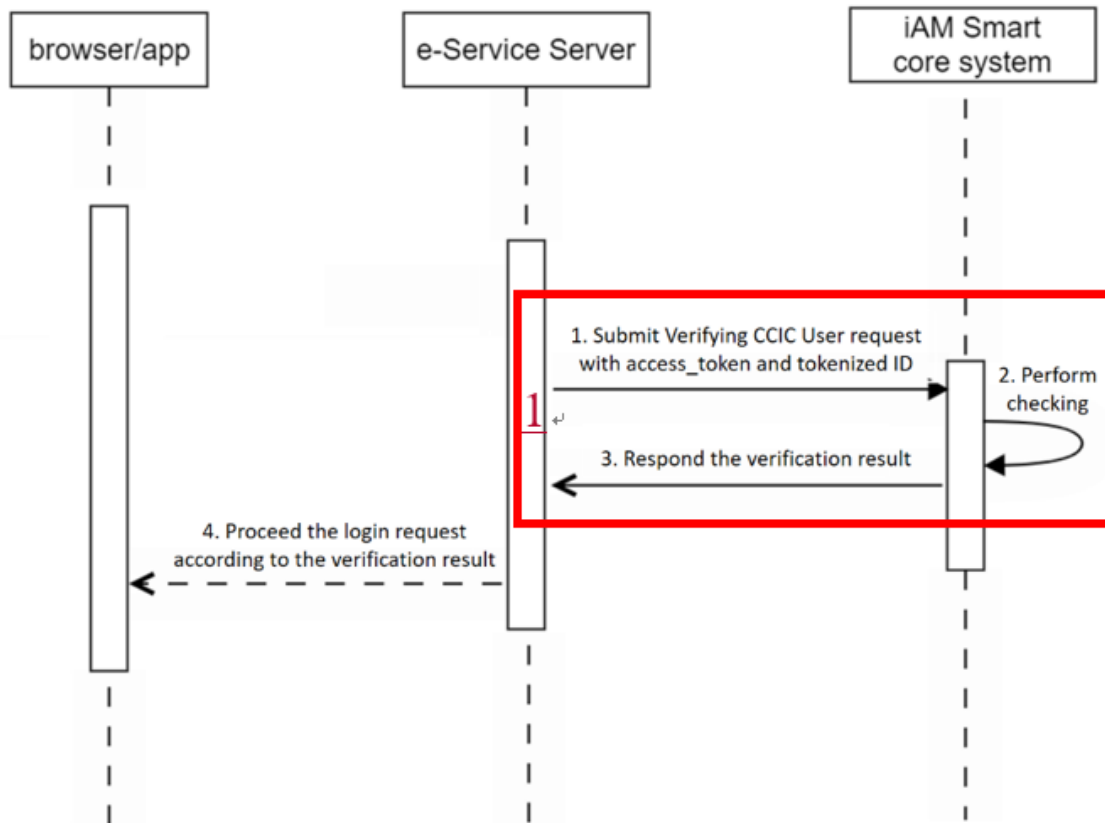 browser/app
e-Service Server
iAM Smart
core system
1. Submit Verifying CCIC User request
with access_token and tokenized ID
2. Perform
checking
1
3. Respond the verification result
4. Proceed the login request
according to the verification result